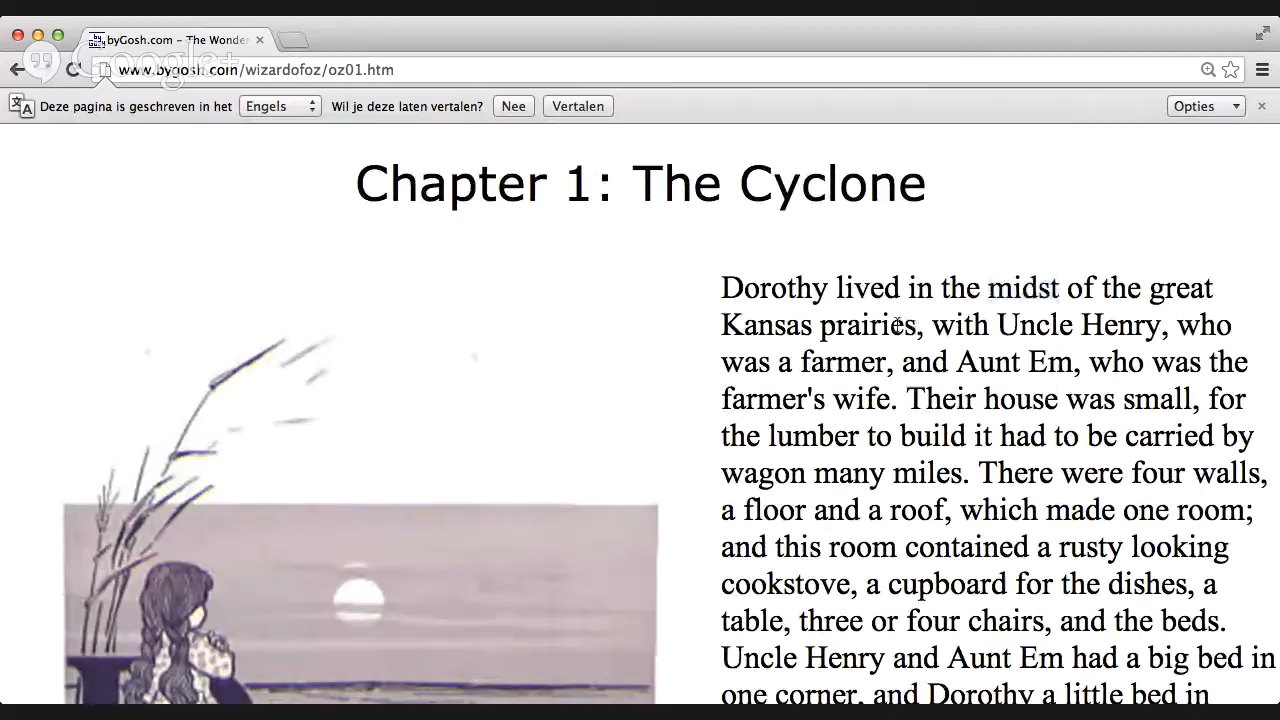 byGosh.com – The Wonder
Google+
www.bygosh.com/wizardofoz/oz01.htm
Deze pagina is geschreven in het Engels Wil je deze laten vertalen? Nee Vertalen Opties
Chapter 1: The Cyclone
Dorothy lived in the midst of the great
Kansas prairies, with Uncle Henry, who
was a farmer, and Aunt Em, who was the
farmer's wife. Their house was small, for
the lumber to build it had to be carried by
wagon many miles. There were four walls,
a floor and a roof, which made one room;
and this room contained a rusty looking
cookstove, a cupboard for the dishes, a
table, three or four chairs, and the beds.
Uncle Henry and Aunt Em had a big bed in
one corner, and Dorothy a little bed in